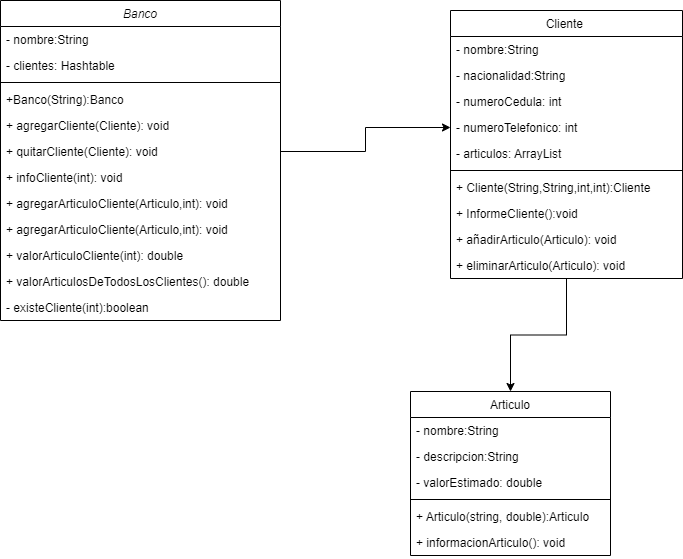 Banco
- nombre:String
- clientes: Hashtable
+Banco(String):Banco
+ agregarCliente(Cliente): void
+ quitarCliente(Cliente): void
+ infoCliente(int): void
+ agregarArticuloCliente(Articulo,int): void
+ agregarArticuloCliente(Articulo,int): void
+ valorArticuloCliente(int): double
+ valorArticulosDeTodosLosClientes(): double
- existeCliente(int):boolean
Cliente
- nombre:String
- nacionalidad:String
- numeroCedula: int
- numeroTelefonico: int
- articulos: ArrayList
+ Cliente(String,String,int,int):Cliente
+ InformeCliente():void
+ añadirArticulo(Articulo): void
+ eliminarArticulo(Articulo): void
Articulo
- nombre:String
- descripcion:String
- valorEstimado: double
+ Articulo(string, double):Articulo
+ informacionArticulo(): void